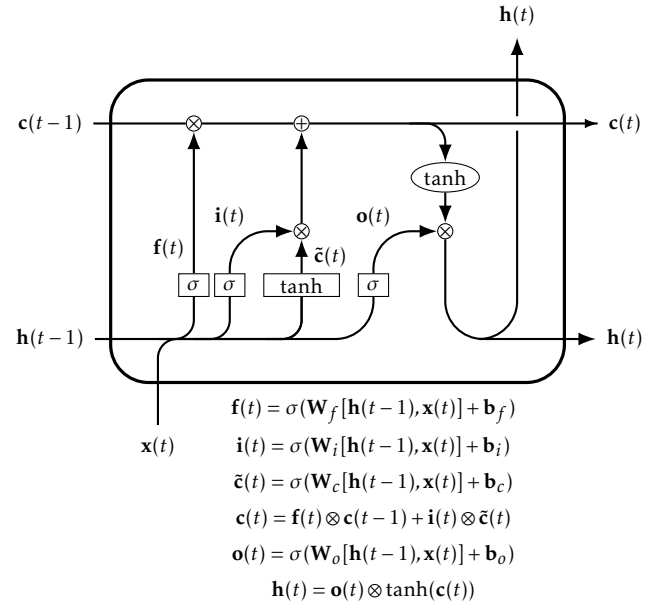 h(t)
c(t−1) ⊗ ⊕ c(t)
tanh
i(t) ⊗ o(t) ⊗
f(t) c̃(t)
σ σ tanh σ
h(t−1) h(t)
x(t)
f(t) = σ(W_f[h(t−1),x(t)] + b_f)
i(t) = σ(W_i[h(t−1),x(t)] + b_i)
c̃(t) = σ(W_c[h(t−1),x(t)] + b_c)
c(t) = f(t) ⊗ c(t−1) + i(t) ⊗ c̃(t)
o(t) = σ(W_o[h(t−1),x(t)] + b_o)
h(t) = o(t) ⊗ tanh(c(t))